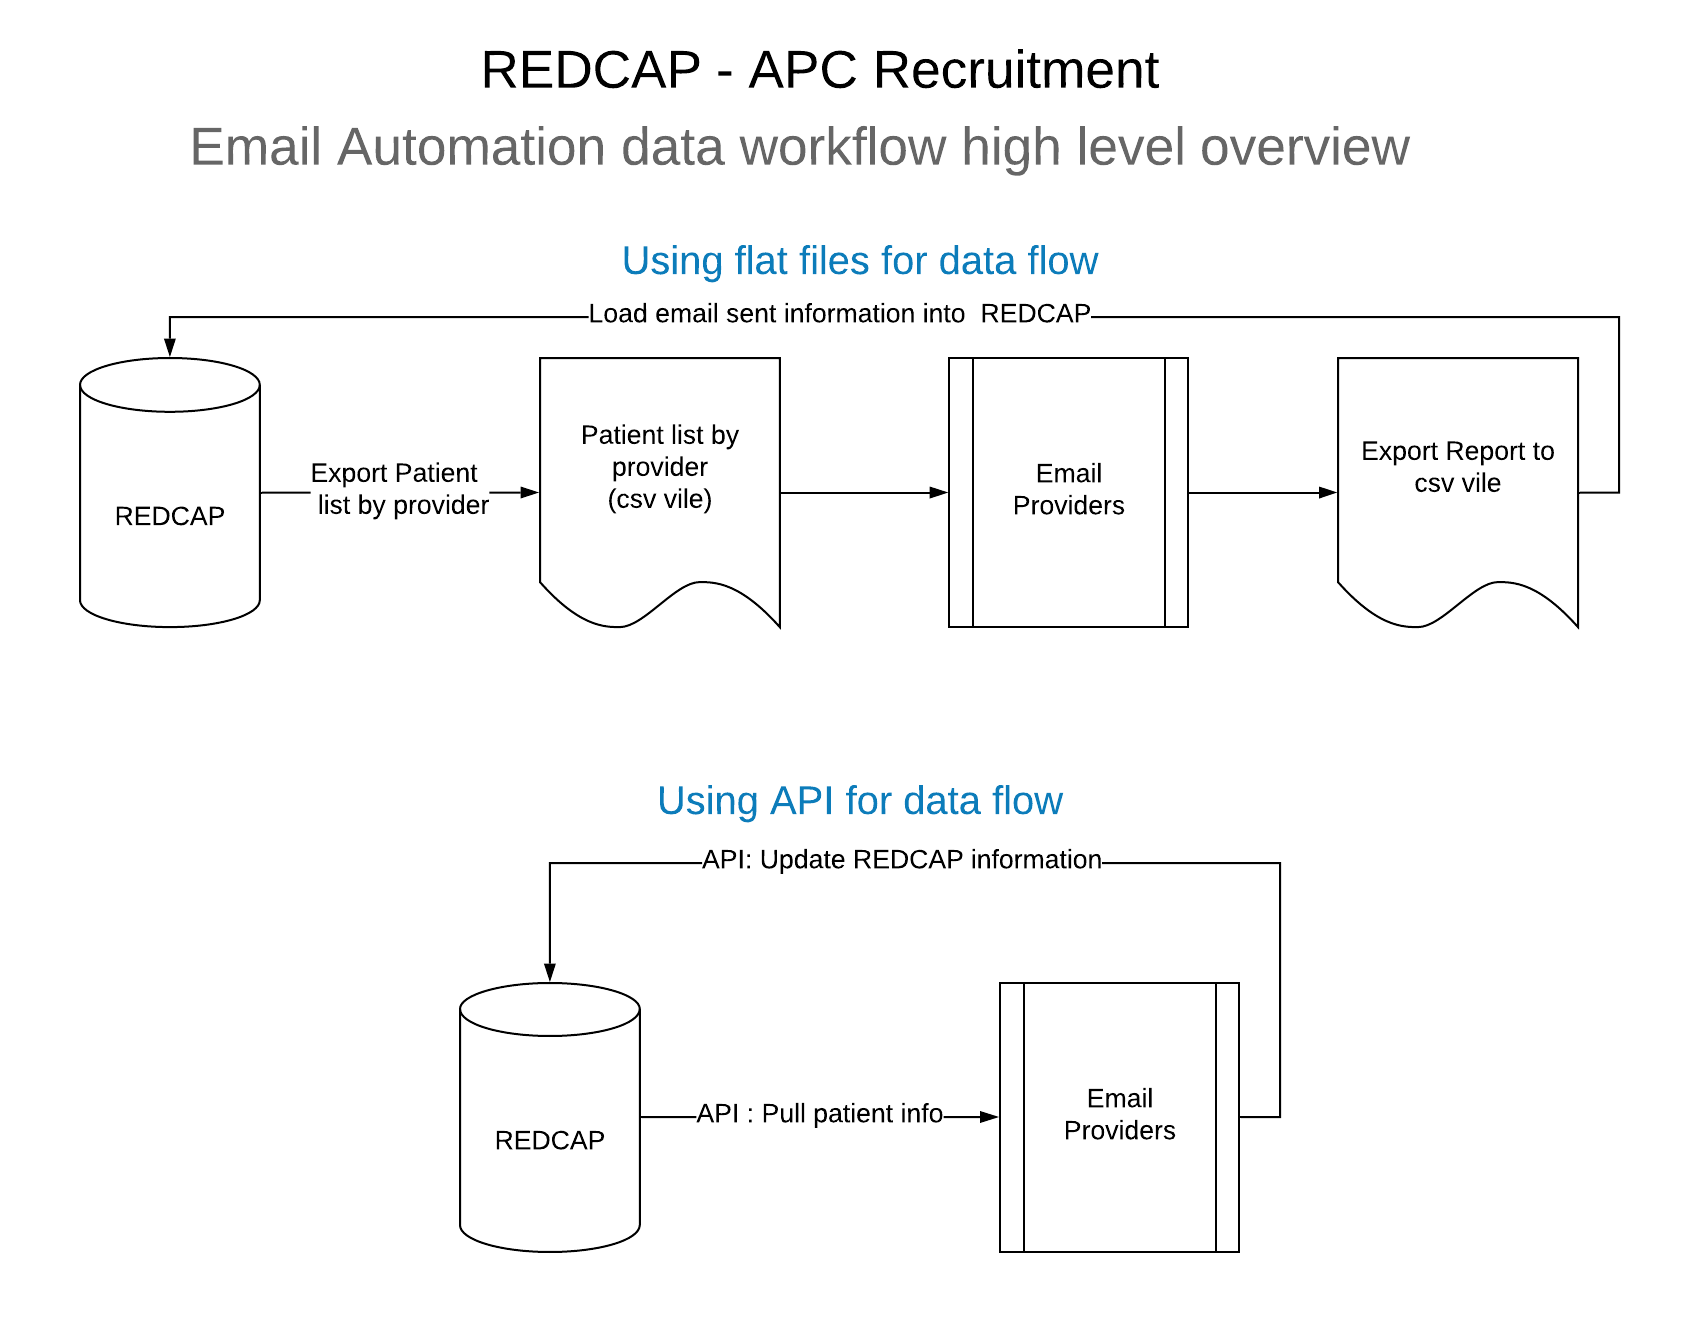 REDCAP - APC Recruitment
Email Automation data workflow high level overview
Using flat files for data flow
Load email sent information into  REDCAP
REDCAP
Export Patient
list by provider
Patient list by
provider
(csv vile)
Email
Providers
Export Report to
csv vile
Using API for data flow
API: Update REDCAP information
REDCAP
API : Pull patient info
Email
Providers